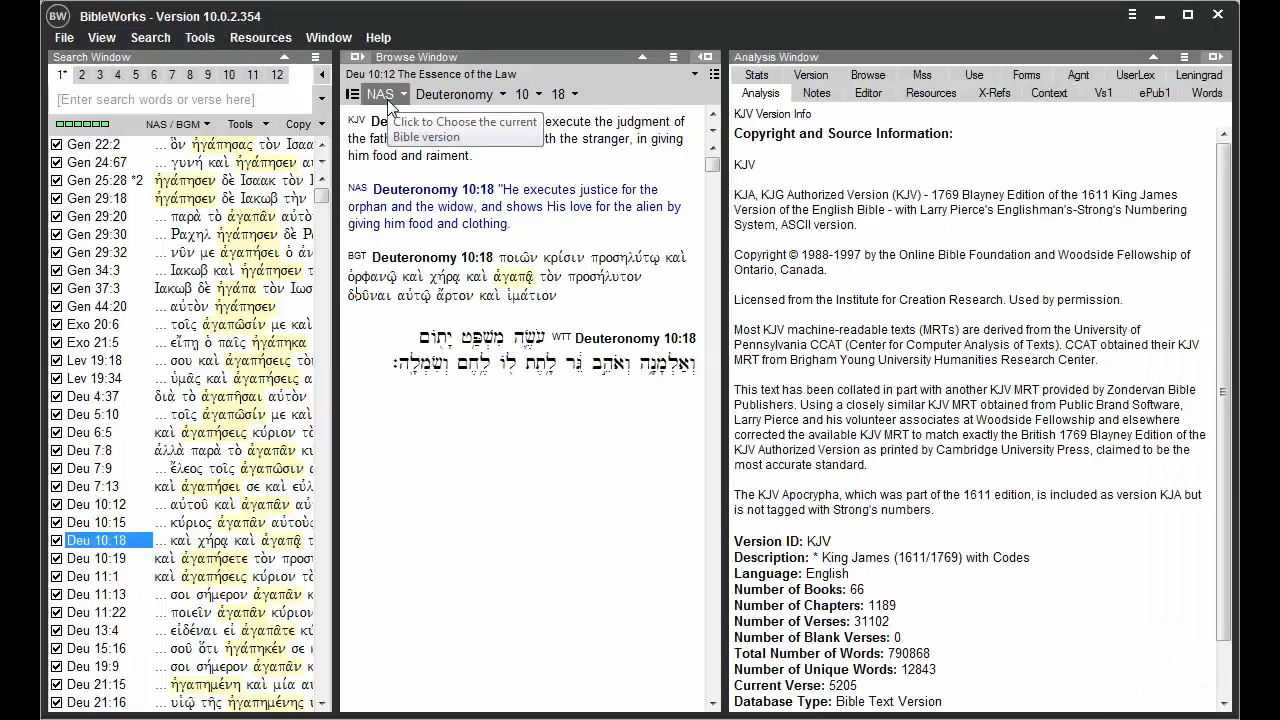 BW BibleWorks - Version 10.0.2.354
File View Search Tools Resources Window Help
Search Window
1* 2 3 4 5 6 7 8 9 10 11 12
[Enter search words or verse here]
NAS / BGM Tools Copy
Gen 22:2 ... ὃν ἠγάπησας τὸν Ισαα
Gen 24:67 ... γυνή καὶ ἠγάπησεν αυ
Gen 25:28 *2 ἠγάπησεν δὲ Ισαακ τὸν Ησ
Gen 29:18 ἠγάπησεν δὲ Ιακωβ τὴν Ρα
Gen 29:20 ... παρὰ τὸ ἀγαπᾶν αὐτὸ
Gen 29:30 ... Ραχηλ ἠγάπησεν δὲ Ρ
Gen 29:32 ... νῦν με ἀγαπήσει ὁ ἀν
Gen 34:3 ... Ιακωβ καὶ ἠγάπησεν τ
Gen 37:3 Ιακωβ δὲ ἠγάπα τὸν Ιωσ
Gen 44:20 ... αὐτὸν ἠγάπησεν
Exo 20:6 ... τοῖς ἀγαπῶσίν με καὶ
Exo 21:5 ... εἴπῃ ὁ παῖς ἠγάπηκα
Lev 19:18 ... σου καὶ ἀγαπήσεις
Lev 19:34 ... ὑμᾶς καὶ ἀγαπήσεις
Deu 4:37 διὰ τὸ ἀγαπῆσαι αὐτὸν
Deu 5:10 ... τοῖς ἀγαπῶσίν με καὶ
Deu 6:5 καὶ ἀγαπήσεις κύριον τὸ
Deu 7:8 ἀλλὰ παρὰ τὸ ἀγαπᾶν κ
Deu 7:9 ... ἔλεος τοῖς ἀγαπῶσιν
Deu 7:13 καὶ ἀγαπήσει σε καὶ εὐλ
Deu 10:12 ... αὐτοῦ καὶ ἀγαπᾶν α
Deu 10:15 ... κύριος ἀγαπᾶν αὐτοὺς
Deu 10:18 ... καὶ χήρᾳ καὶ ἀγαπᾷ τ
Deu 10:19 καὶ ἀγαπήσετε τὸν προσ
Deu 11:1 καὶ ἀγαπήσεις κύριον τὸ
Deu 11:13 ... σοι σήμερον ἀγαπᾶν
Deu 11:22 ... ποιεῖν ἀγαπᾶν κύριον
Deu 13:4 ... εἰδέναι εἰ ἀγαπᾶτε κύ
Deu 15:16 ... σοῦ ὅτι ἠγάπηκέν σε κ
Deu 19:9 ... σοι σήμερον ἀγαπᾶν
Deu 21:15 ... ἠγαπημένη καὶ μία αυ
Deu 21:16 ... υἱῷ τῆς ἠγαπημένης
Browse Window
Deu 10:12 The Essence of the Law
NAS Deuteronomy 10 18
Click to Choose the current
Bible version
KJV De execute the judgment of
the fath th the stranger, in giving
him food and raiment.
NAS Deuteronomy 10:18 "He executes justice for the
orphan and the widow, and shows His love for the alien by
giving him food and clothing.
BGT Deuteronomy 10:18 ποιῶν κρίσιν προσηλύτῳ καὶ
ὀρφανῷ καὶ χήρᾳ καὶ ἀγαπᾷ τὸν προσήλυτον
δοῦναι αὐτῷ ἄρτον καὶ ἱμάτιον
WTT Deuteronomy 10:18 עֹשֶׂ֛ה מִשְׁפַּ֥ט יָת֖וֹם
וְאַלְמָנָ֑ה וְאֹהֵ֣ב גֵּ֔ר לָ֥תֶת ל֖וֹ לֶ֥חֶם וְשִׂמְלָֽה׃
Analysis Window
Stats Version Browse Mss Use Forms Agnt UserLex Leningrad
Analysis Notes Editor Resources X-Refs Context Vs1 ePub1 Words
KJV Version Info
Copyright and Source Information:
KJV
KJA, KJG Authorized Version (KJV) - 1769 Blayney Edition of the 1611 King James
Version of the English Bible - with Larry Pierce's Englishman's-Strong's Numbering
System, ASCII version.
Copyright © 1988-1997 by the Online Bible Foundation and Woodside Fellowship of
Ontario, Canada.
Licensed from the Institute for Creation Research. Used by permission.
Most KJV machine-readable texts (MRTs) are derived from the University of
Pennsylvania CCAT (Center for Computer Analysis of Texts). CCAT obtained their KJV
MRT from Brigham Young University Humanities Research Center.
This text has been collated in part with another KJV MRT provided by Zondervan Bible
Publishers. Using a closely similar KJV MRT obtained from Public Brand Software,
Larry Pierce and his volunteer associates at Woodside Fellowship and elsewhere
corrected the available KJV MRT to match exactly the British 1769 Blayney Edition of the
KJV Authorized Version as printed by Cambridge University Press, claimed to be the
most accurate standard.
The KJV Apocrypha, which was part of the 1611 edition, is included as version KJA but
is not tagged with Strong's numbers.
Version ID: KJV
Description: * King James (1611/1769) with Codes
Language: English
Number of Books: 66
Number of Chapters: 1189
Number of Verses: 31102
Number of Blank Verses: 0
Total Number of Words: 790868
Number of Unique Words: 12843
Current Verse: 5205
Database Type: Bible Text Version